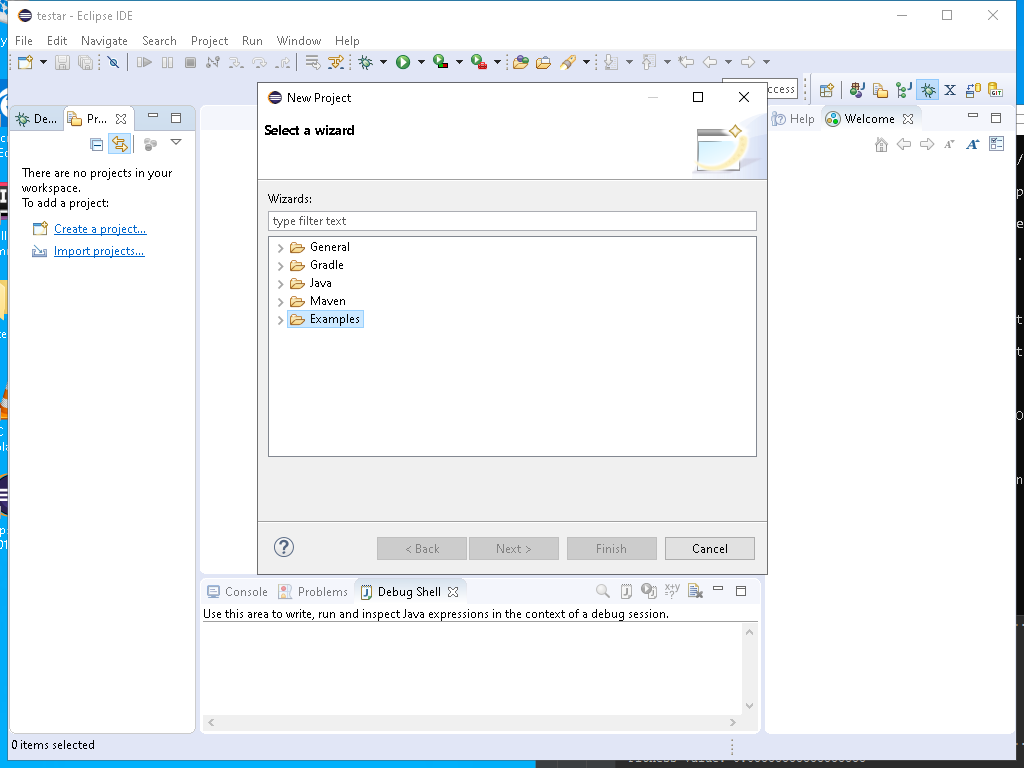 testar - Eclipse IDE
File Edit Navigate Search Project Run Window Help
ccess
De... Pr...
Help Welcome
There are no projects in your
workspace.
To add a project:
Create a project...
Import projects...
New Project
Select a wizard
Wizards:
type filter text
General
Gradle
Java
Maven
Examples
< Back Next > Finish Cancel
Console Problems Debug Shell
Use this area to write, run and inspect Java expressions in the context of a debug session.
0 items selected